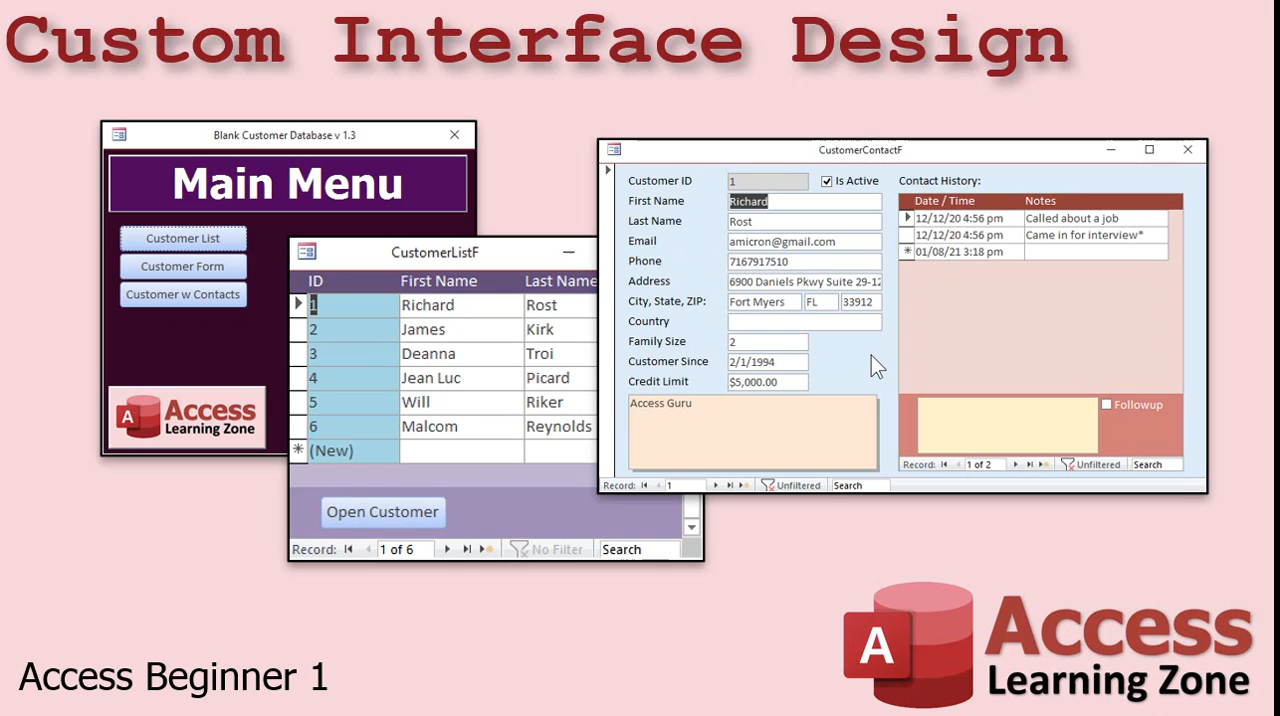 Custom Interface Design
Blank Customer Database v 1.3
Main Menu
Customer List
Customer Form
Customer w Contacts
A Access
Learning Zone
CustomerListF
ID First Name Last Name
1 Richard Rost
2 James Kirk
3 Deanna Troi
4 Jean Luc Picard
5 Will Riker
6 Malcom Reynolds
(New)
Open Customer
Record: 1 of 6 No Filter Search
CustomerContactF
Customer ID 1 Is Active
First Name Richard
Last Name Rost
Email amicron@gmail.com
Phone 7167917510
Address 6900 Daniels Pkwy Suite 29-12
City, State, ZIP: Fort Myers FL 33912
Country
Family Size 2
Customer Since 2/1/1994
Credit Limit $5,000.00
Access Guru
Record: 1 Unfiltered Search
Contact History:
Date / Time Notes
12/12/20 4:56 pm Called about a job
12/12/20 4:56 pm Came in for interview*
01/08/21 3:18 pm
Followup
Record: 1 of 2 Unfiltered Search
Access Beginner 1
A Access
Learning Zone